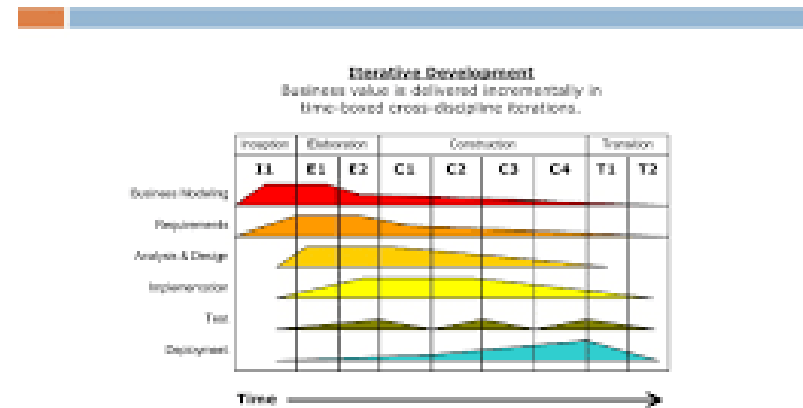 Iterative Development
Business value is delivered incrementally in
time-boxed cross-discipline iterations.
Inception Elaboration Construction Transition
I1 E1 E2 C1 C2 C3 C4 T1 T2
Business Modeling
Requirements
Analysis & Design
Implementation
Test
Deployment
Time